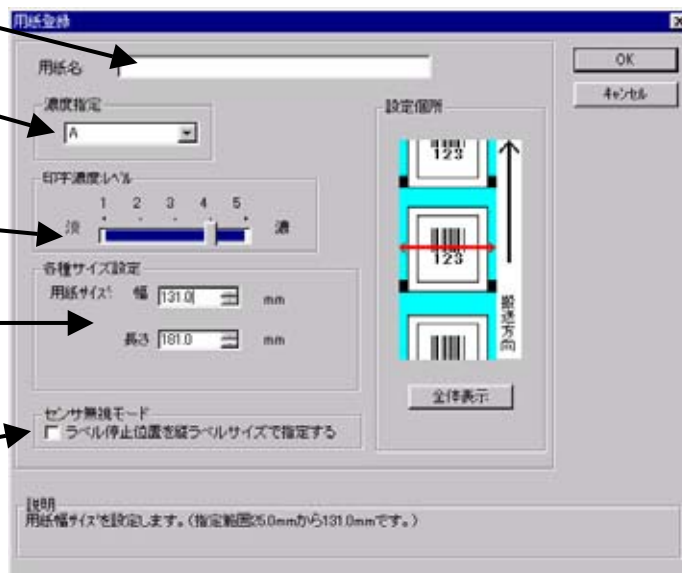 用紙登録
用紙名
OK
キャンセル
濃度指定
A
設定個所
印字濃度レベル
1 2 3 4 5
淡 濃
各種サイズ設定
用紙サイズ: 幅 131.0 mm
長さ 181.0 mm
123
123
搬送方向
全体表示
センサ無視モード
ラベル停止位置を縦ラベルサイズで指定する
説明
用紙幅サイズを設定します。(指定範囲25.0mmから131.0mmです。)